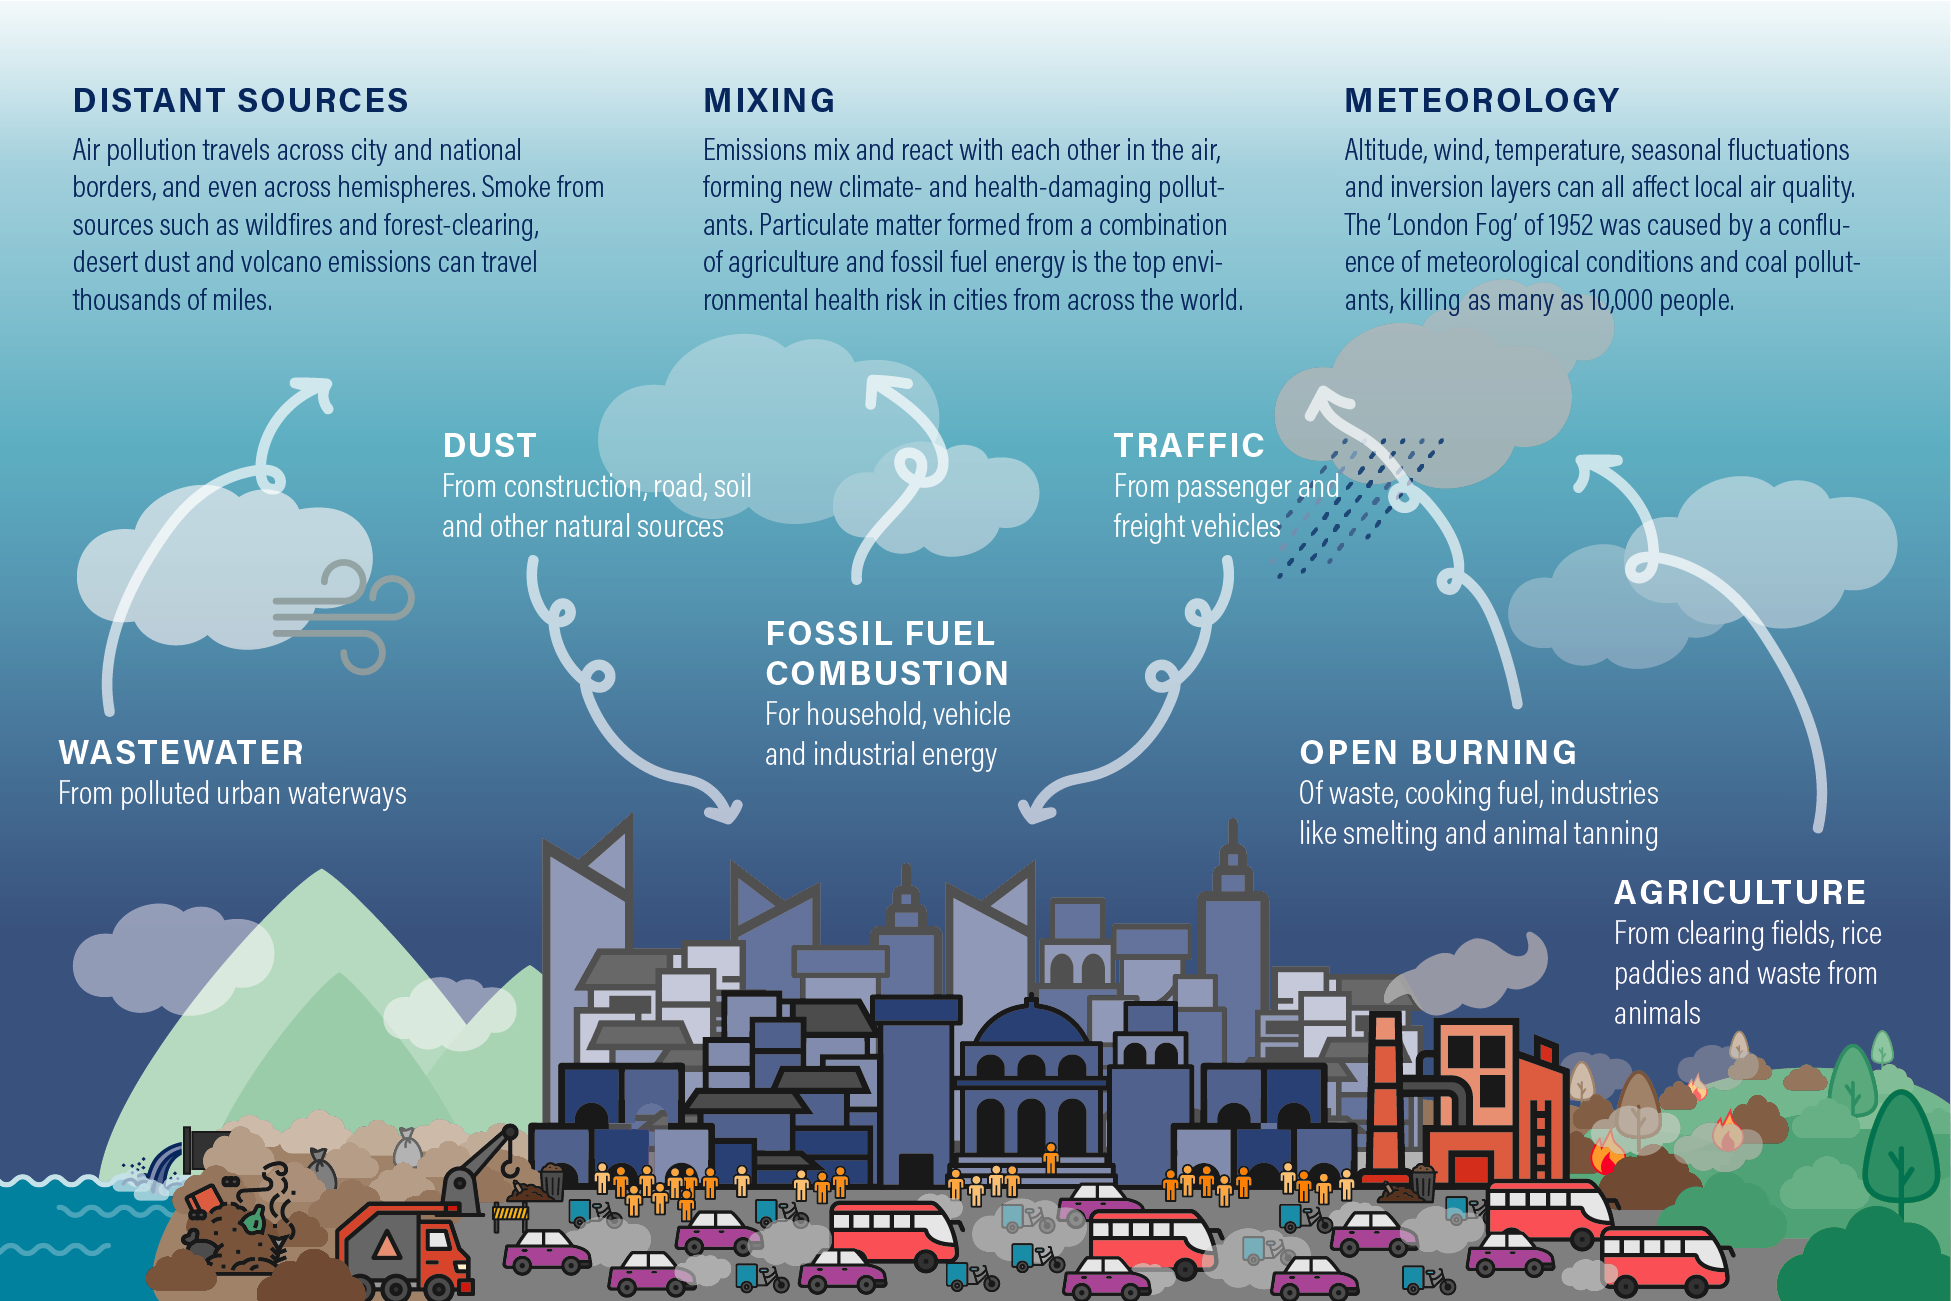 DISTANT SOURCES
Air pollution travels across city and national
borders, and even across hemispheres. Smoke from
sources such as wildfires and forest-clearing,
desert dust and volcano emissions can travel
thousands of miles.
MIXING
Emissions mix and react with each other in the air,
forming new climate- and health-damaging pollut-
ants. Particulate matter formed from a combination
of agriculture and fossil fuel energy is the top envi-
ronmental health risk in cities from across the world.
METEOROLOGY
Altitude, wind, temperature, seasonal fluctuations
and inversion layers can all affect local air quality.
The ‘London Fog’ of 1952 was caused by a conflu-
ence of meteorological conditions and coal pollut-
ants, killing as many as 10,000 people.
DUST
From construction, road, soil
and other natural sources
TRAFFIC
From passenger and
freight vehicles
FOSSIL FUEL
COMBUSTION
For household, vehicle
and industrial energy
WASTEWATER
From polluted urban waterways
OPEN BURNING
Of waste, cooking fuel, industries
like smelting and animal tanning
AGRICULTURE
From clearing fields, rice
paddies and waste from
animals